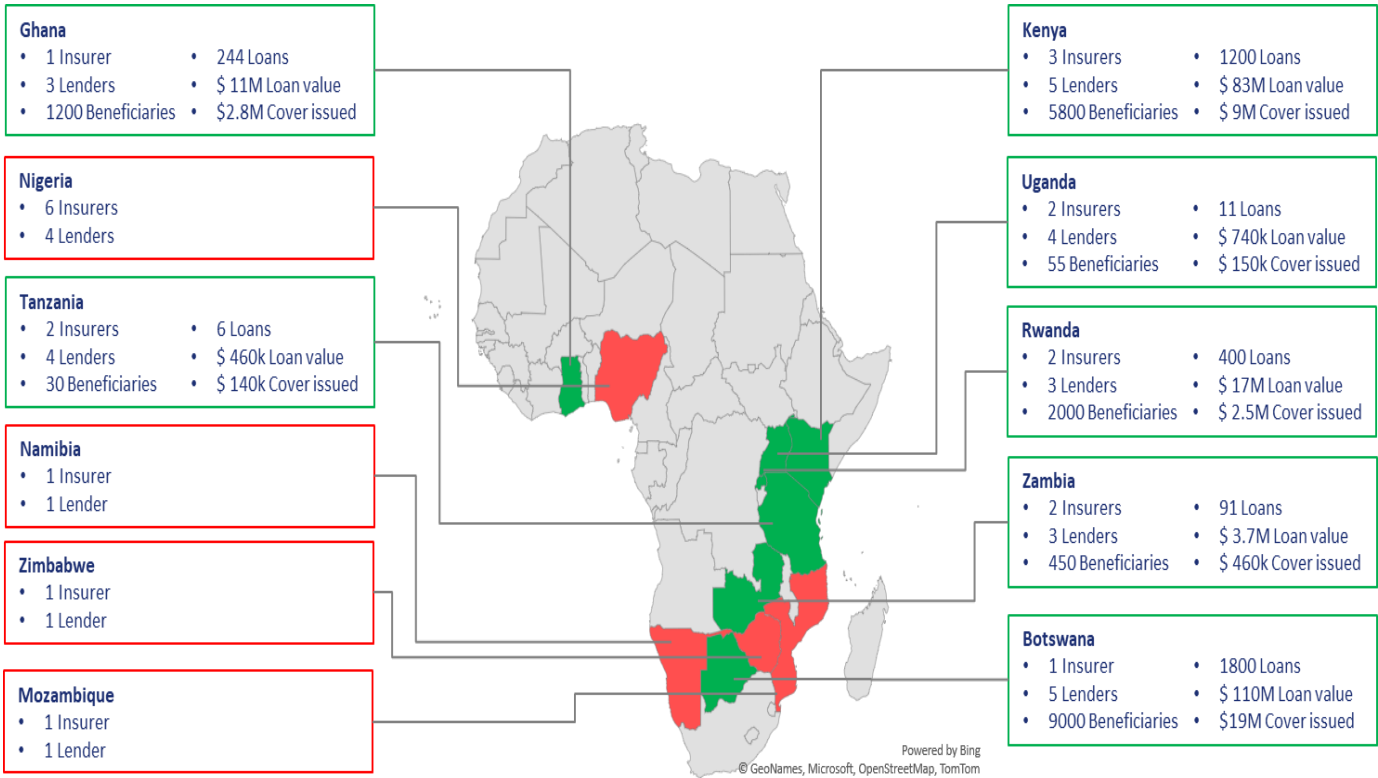 Ghana
• 1 Insurer • 244 Loans
• 3 Lenders • $ 11M Loan value
• 1200 Beneficiaries • $2.8M Cover issued
Nigeria
• 6 Insurers
• 4 Lenders
Tanzania
• 2 Insurers • 6 Loans
• 4 Lenders • $ 460k Loan value
• 30 Beneficiaries • $ 140k Cover issued
Namibia
• 1 Insurer
• 1 Lender
Zimbabwe
• 1 Insurer
• 1 Lender
Mozambique
• 1 Insurer
• 1 Lender
Kenya
• 3 Insurers • 1200 Loans
• 5 Lenders • $ 83M Loan value
• 5800 Beneficiaries • $ 9M Cover issued
Uganda
• 2 Insurers • 11 Loans
• 4 Lenders • $ 740k Loan value
• 55 Beneficiaries • $ 150k Cover issued
Rwanda
• 2 Insurers • 400 Loans
• 3 Lenders • $ 17M Loan value
• 2000 Beneficiaries • $ 2.5M Cover issued
Zambia
• 2 Insurers • 91 Loans
• 3 Lenders • $ 3.7M Loan value
• 450 Beneficiaries • $ 460k Cover issued
Botswana
• 1 Insurer • 1800 Loans
• 5 Lenders • $ 110M Loan value
• 9000 Beneficiaries • $19M Cover issued
Powered by Bing
© GeoNames, Microsoft, OpenStreetMap, TomTom